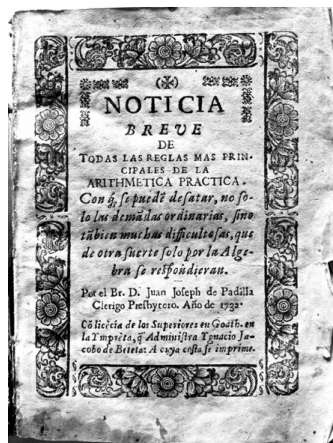 (✠)
NOTICIA
BREVE
DE
TODAS LAS REGLAS MAS PRIN-
CIPALES DE LA
ARITHMETICA PRACTICA.
Con q̃ se puedẽ desatar, no so-
lo las demãdas ordinarias, sino
tãbien muchas difficultosas, que
de otra suerte solo por la Alge-
bra se respondieran.
Por el Br. D. Juan Joseph de Padilla
Clerigo Presbytero. Año de 1732.
Cõ licẽcia de los Superiores en Goath. en
la Ymprẽta, q̃ Administra Ygnacio Ja-
cobo de Beteta: A cuya costa se imprime.